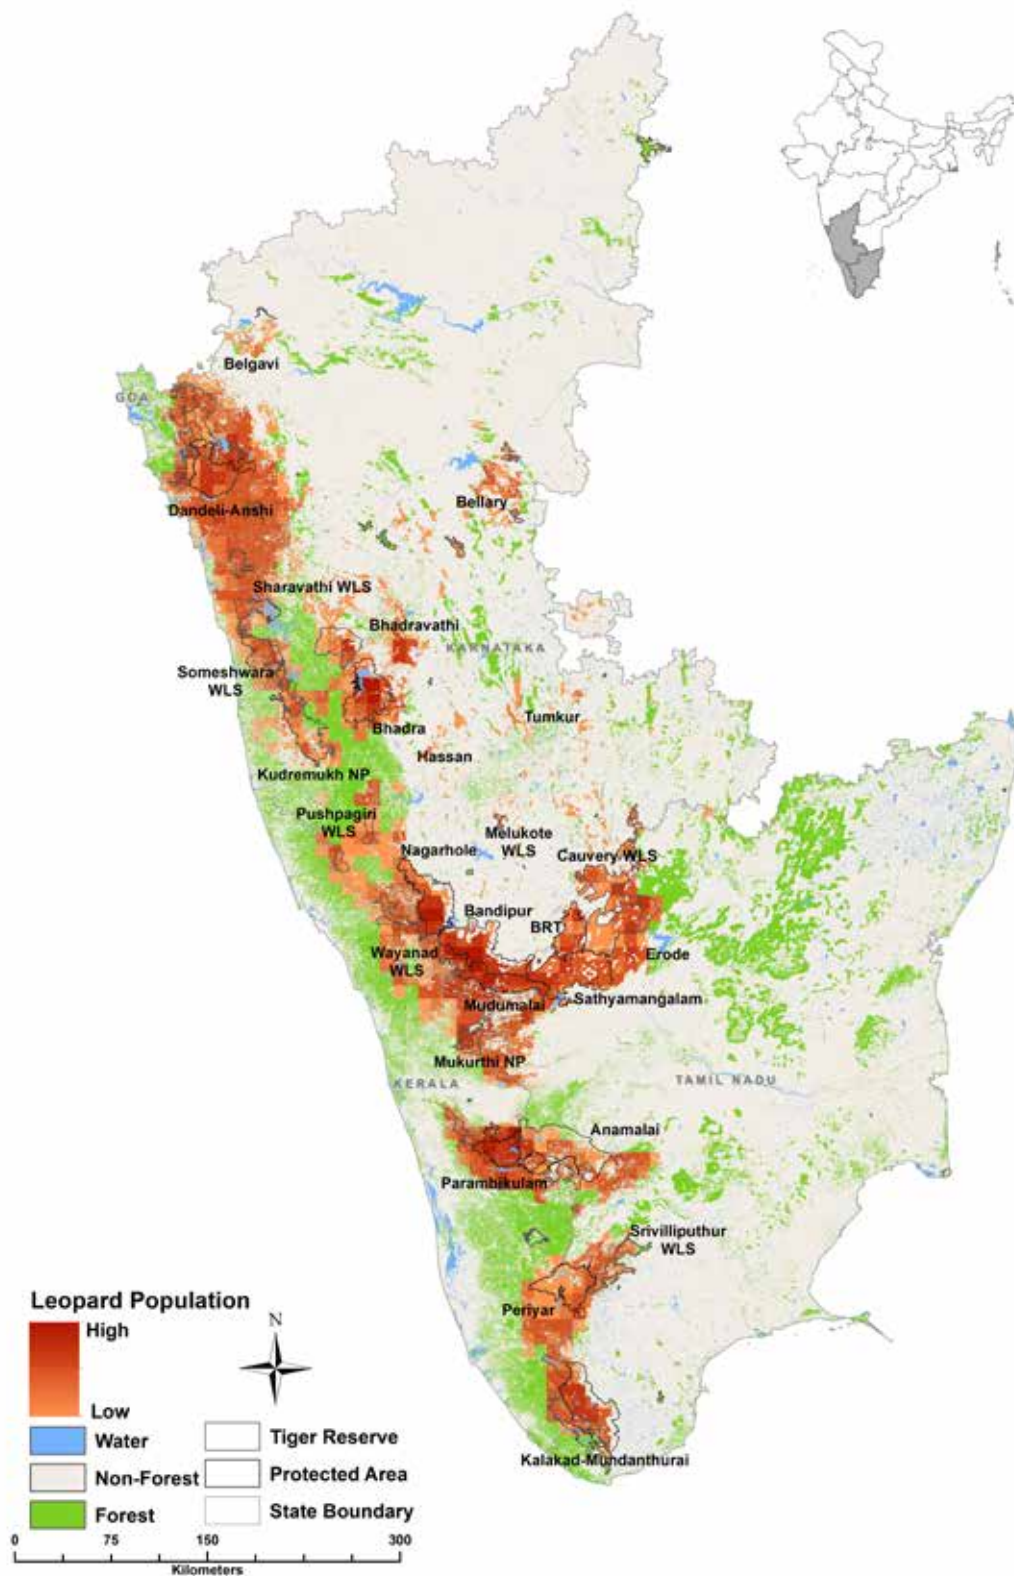 Belgavi
GOA
Bellary
Dandeli-Anshi
Sharavathi WLS
Bhadravathi
KARNATAKA
Someshwara
WLS
Tumkur
Bhadra
Hassan
Kudremukh NP
Pushpagiri
WLS
Melukote
WLS
Nagarhole
Cauvery WLS
Bandipur
BRT
Wayanad
WLS
Erode
Mudumalai
Sathyamangalam
Mukurthi NP
KERALA
TAMIL NADU
Anamalai
Parambikulam
Srivilliputhur
WLS
Periyar
Kalakad-Mundanthurai
Leopard Population
High
Low
N
Water
Non-Forest
Forest
Tiger Reserve
Protected Area
State Boundary
0 75 150 300
Kilometers